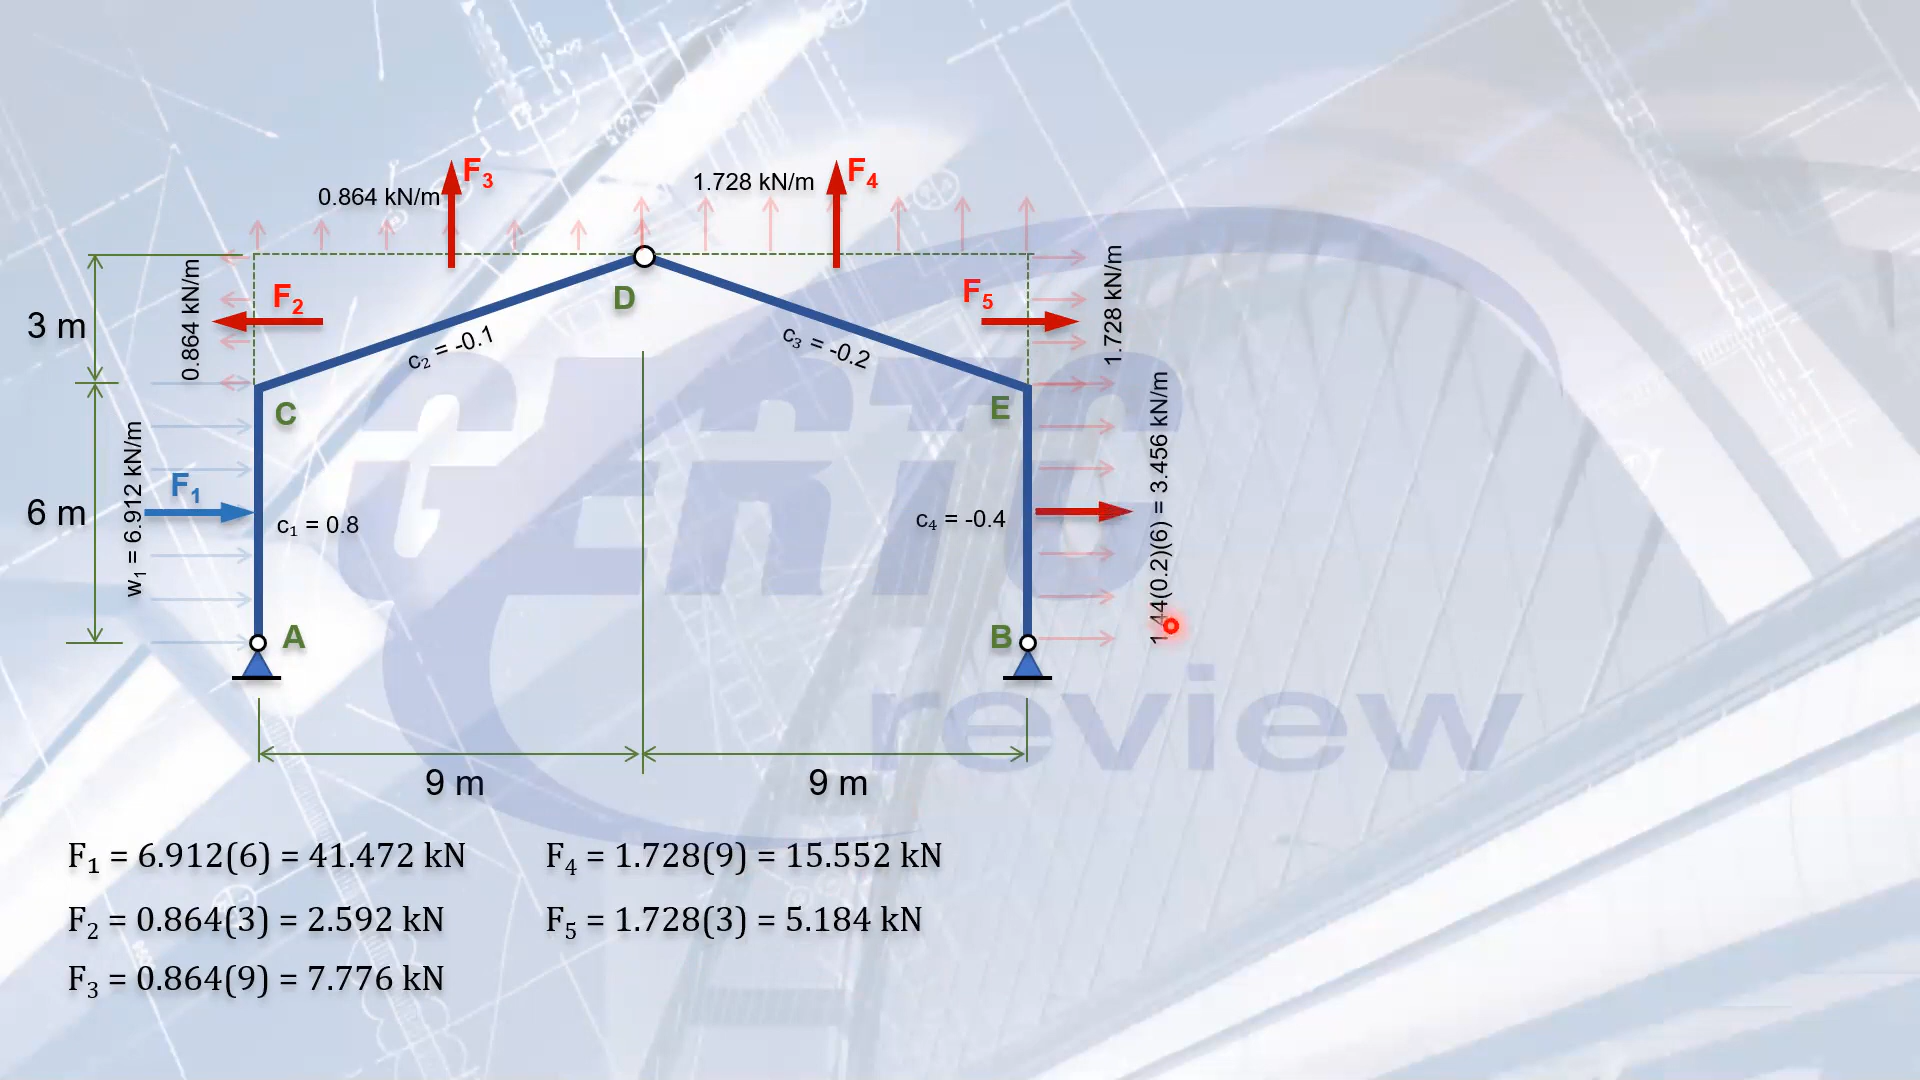 F₃
0.864 kN/m
1.728 kN/m
F₄
0.864 kN/m
F₂
D
F₅
1.728 kN/m
3 m
c₂ = -0.1
c₃ = -0.2
C
E
w₁ = 6.912 kN/m
F₁
6 m
c₁ = 0.8
c₄ = -0.4
1.44(0.2)(6) = 3.456 kN/m
A
B
GERTC
review
9 m
9 m
F₁ = 6.912(6) = 41.472 kN
F₄ = 1.728(9) = 15.552 kN
F₂ = 0.864(3) = 2.592 kN
F₅ = 1.728(3) = 5.184 kN
F₃ = 0.864(9) = 7.776 kN